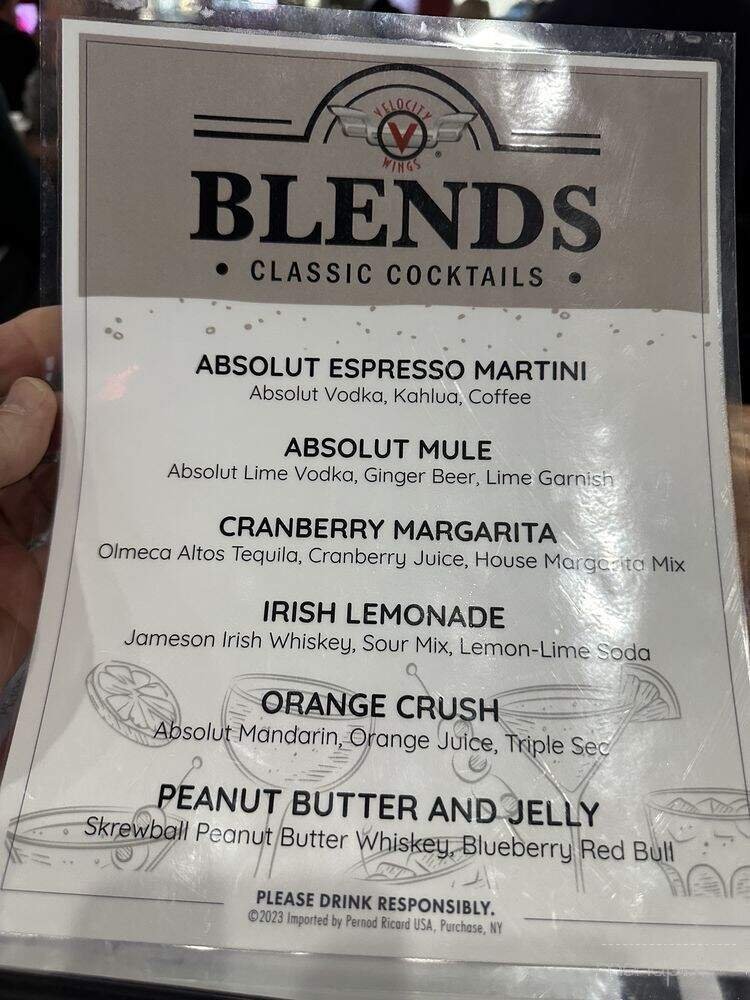 VELOCITY
V
WINGS®
BLENDS
• CLASSIC COCKTAILS •
ABSOLUT ESPRESSO MARTINI
Absolut Vodka, Kahlua, Coffee
ABSOLUT MULE
Absolut Lime Vodka, Ginger Beer, Lime Garnish
CRANBERRY MARGARITA
Olmeca Altos Tequila, Cranberry Juice, House Margarita Mix
IRISH LEMONADE
Jameson Irish Whiskey, Sour Mix, Lemon-Lime Soda
ORANGE CRUSH
Absolut Mandarin, Orange Juice, Triple Sec
PEANUT BUTTER AND JELLY
Skrewball Peanut Butter Whiskey, Blueberry Red Bull
PLEASE DRINK RESPONSIBLY.
©2023 Imported by Pernod Ricard USA, Purchase, NY